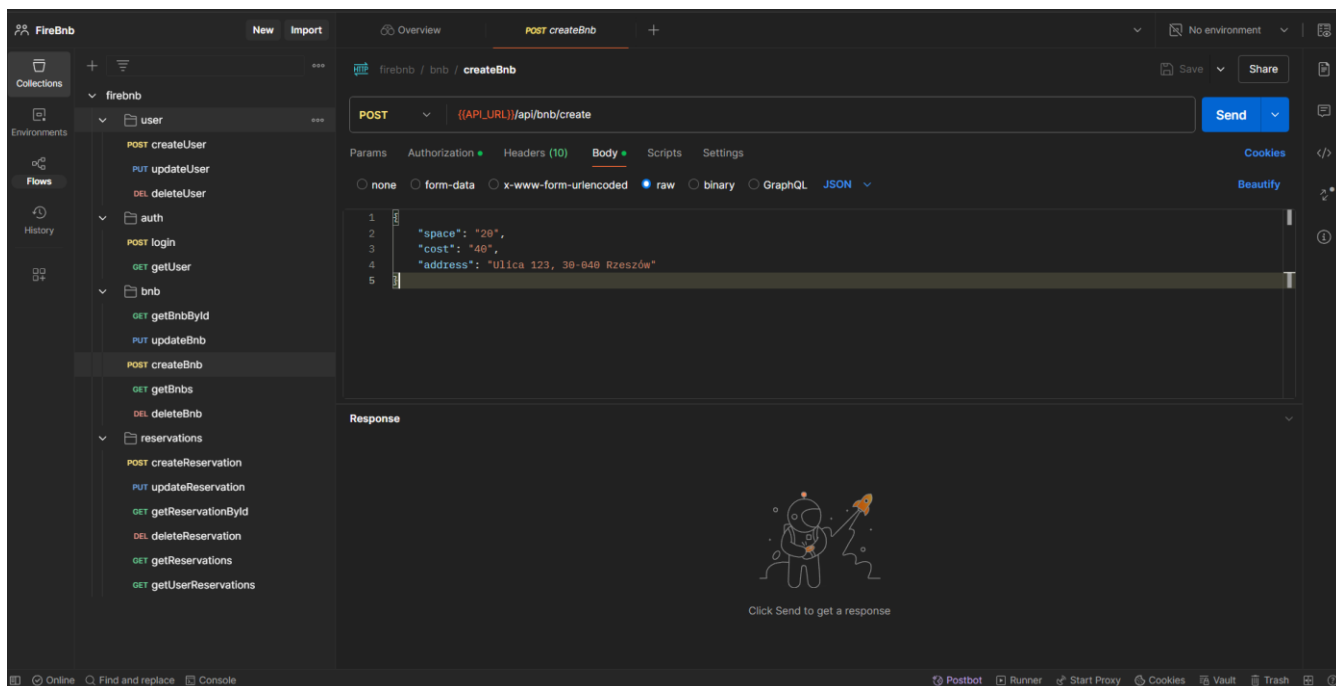 FireBnb New Import Overview POST createBnb No environment
Collections
Environments
Flows
History
firebnb
user
POST createUser
PUT updateUser
DEL deleteUser
auth
POST login
GET getUser
bnb
GET getBnbById
PUT updateBnb
POST createBnb
GET getBnbs
DEL deleteBnb
reservations
POST createReservation
PUT updateReservation
GET getReservationById
DEL deleteReservation
GET getReservations
GET getUserReservations
HTTP firebnb / bnb / createBnb Save Share
POST {{API_URL}}/api/bnb/create Send
Params Authorization Headers (10) Body Scripts Settings Cookies
none form-data x-www-form-urlencoded raw binary GraphQL JSON Beautify
1 {
2 "space": "20",
3 "cost": "40",
4 "address": "Ulica 123, 30-040 Rzeszów"
5 }
Response
Click Send to get a response
Online Find and replace Console Postbot Runner Start Proxy Cookies Vault Trash